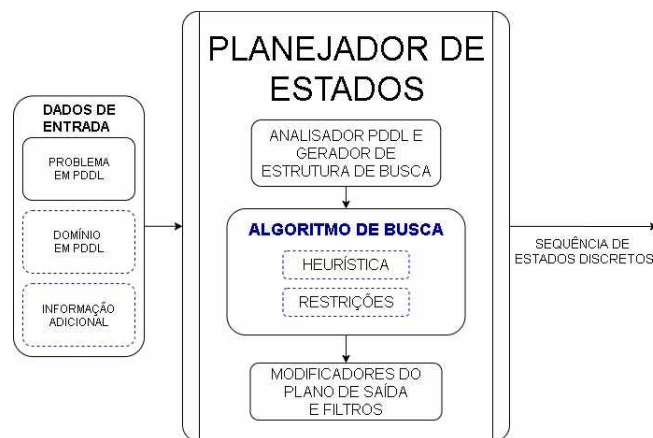 PLANEJADOR DE
ESTADOS
DADOS DE
ENTRADA
PROBLEMA
EM PDDL
DOMÍNIO
EM PDDL
INFORMAÇÃO
ADICIONAL
ANALISADOR PDDL E
GERADOR DE
ESTRUTURA DE BUSCA
ALGORITMO DE BUSCA
HEURÍSTICA
RESTRIÇÕES
MODIFICADORES DO
PLANO DE SAÍDA
E FILTROS
SEQUÊNCIA DE
ESTADOS DISCRETOS